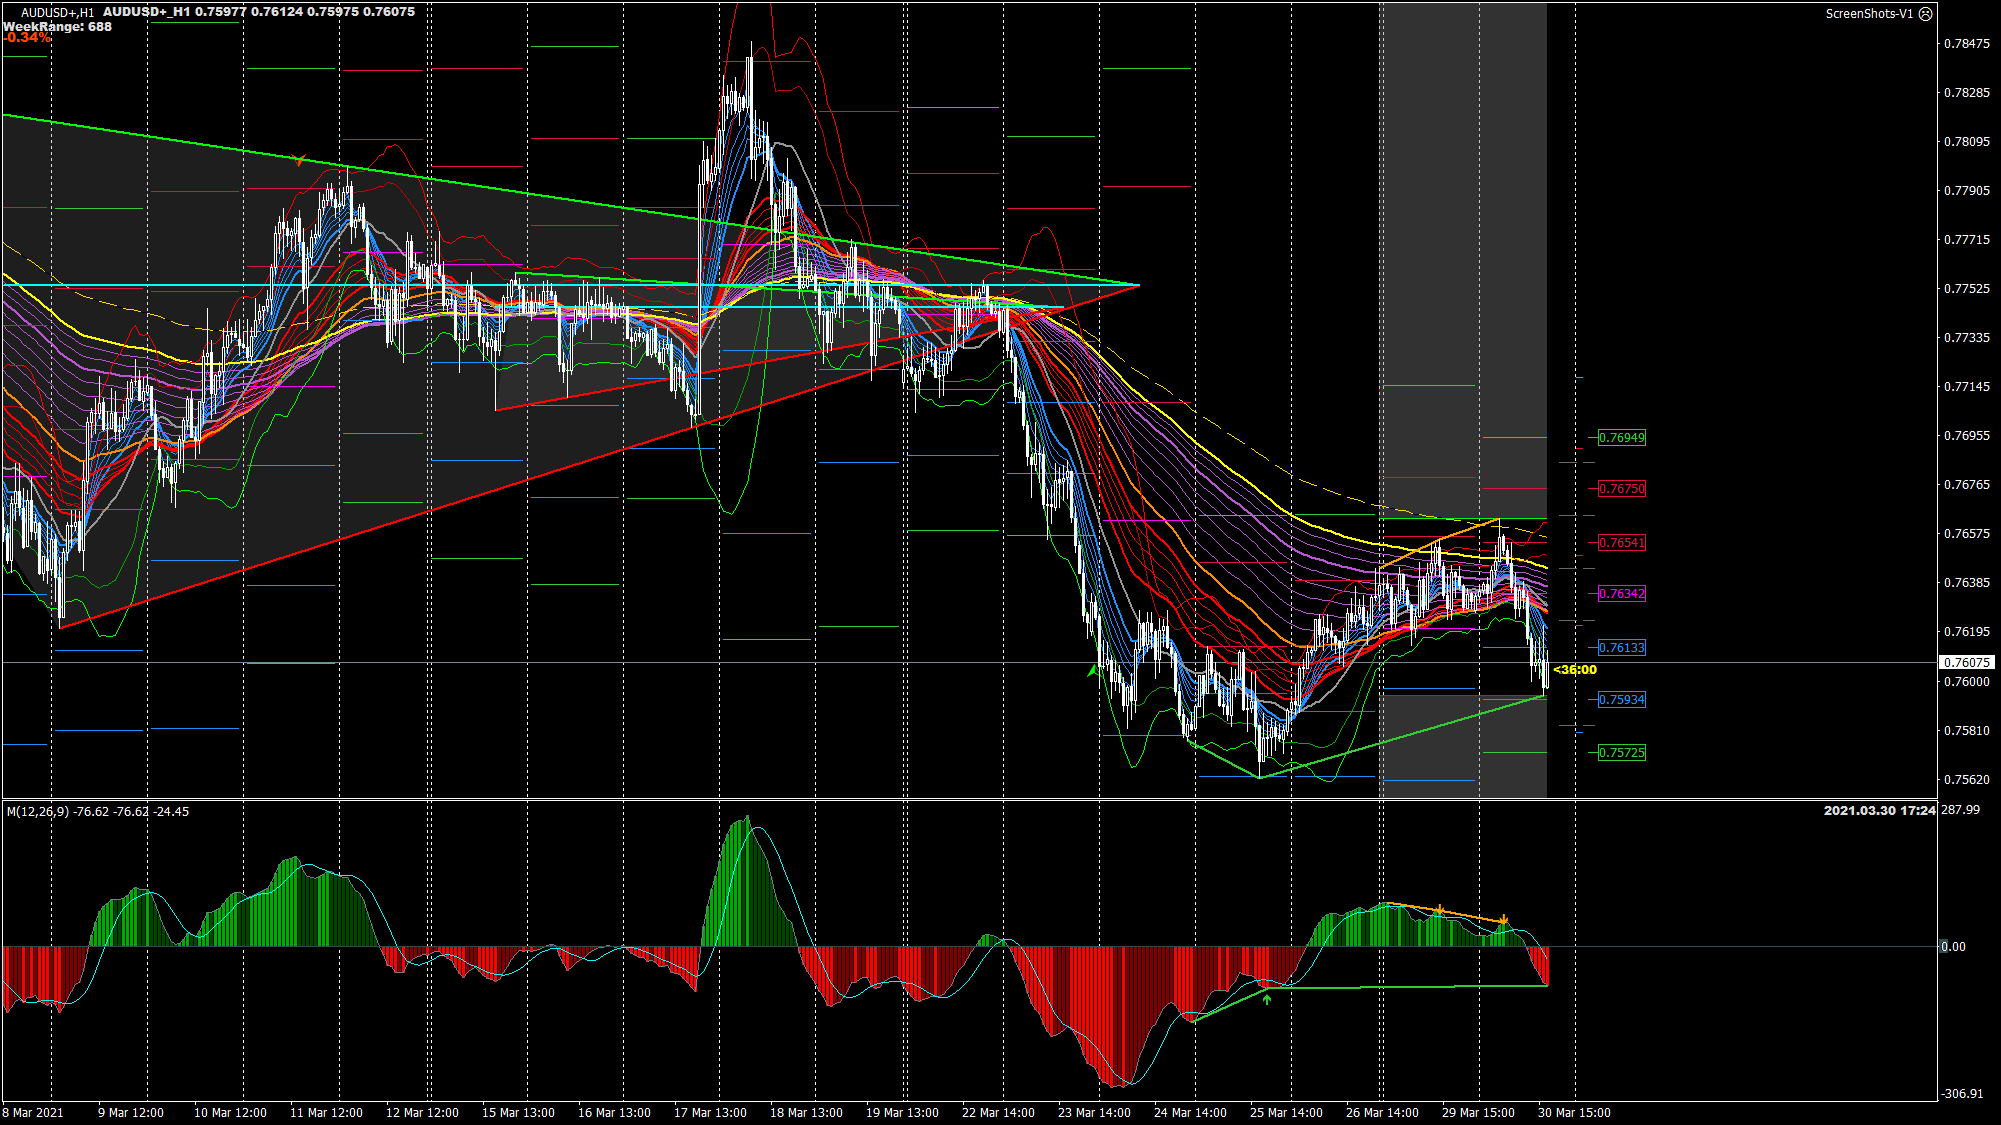 AUDUSD+,H1 AUDUSD+_H1 0.75977 0.76124 0.75975 0.76075
ScreenShots-V1
WeekRange: 688
-0.34%
0.78475
0.78285
0.78095
0.77905
0.77715
0.77525
0.77335
0.77145
0.76955
0.76765
0.76575
0.76385
0.76195
0.76075
0.76000
0.75810
0.75620
0.76949
0.76750
0.76541
0.76342
0.76133
<36:00
0.75934
0.75725
M(12,26,9) -76.62 -76.62 -24.45
2021.03.30 17:24
287.99
0.00
-306.91
8 Mar 2021
9 Mar 12:00
10 Mar 12:00
11 Mar 12:00
12 Mar 12:00
15 Mar 13:00
16 Mar 13:00
17 Mar 13:00
18 Mar 13:00
19 Mar 13:00
22 Mar 14:00
23 Mar 14:00
24 Mar 14:00
25 Mar 14:00
26 Mar 14:00
29 Mar 15:00
30 Mar 15:00